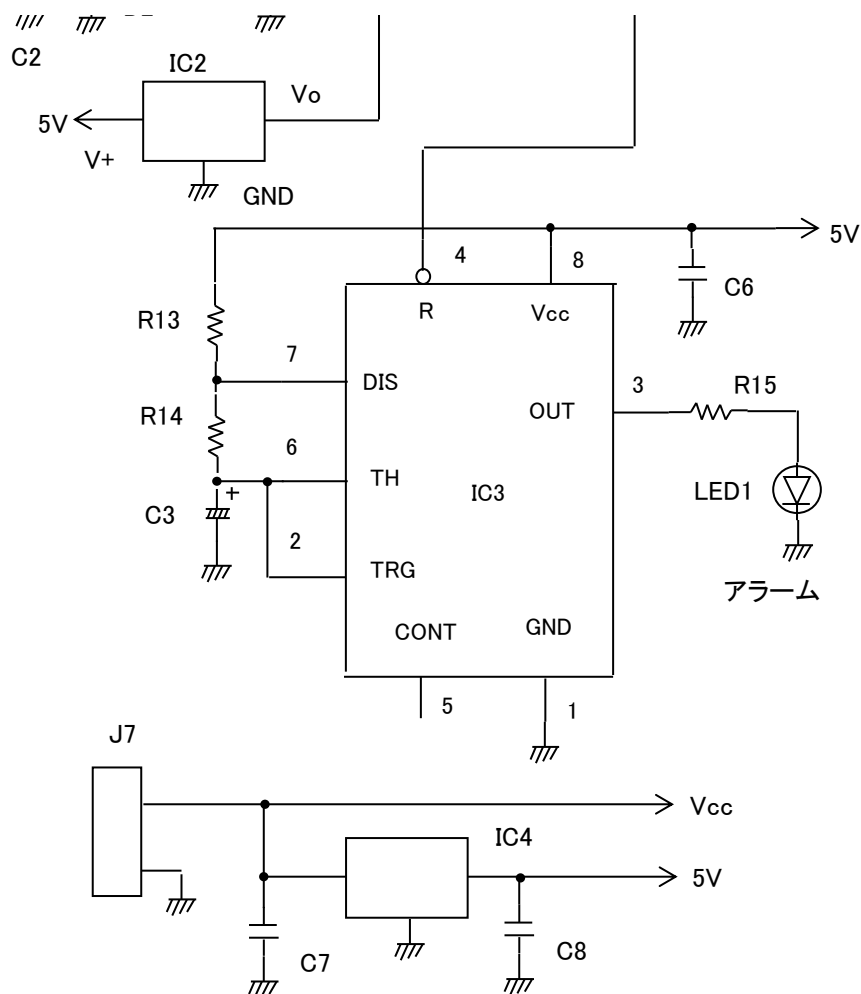 C2
IC2
Vo
5V
V+
GND
5V
4
8
C6
R13
R
Vcc
7
DIS
3
R15
R14
OUT
6
TH
IC3
LED1
+
C3
2
TRG
アラーム
CONT
GND
5
1
J7
Vcc
IC4
5V
C7
C8